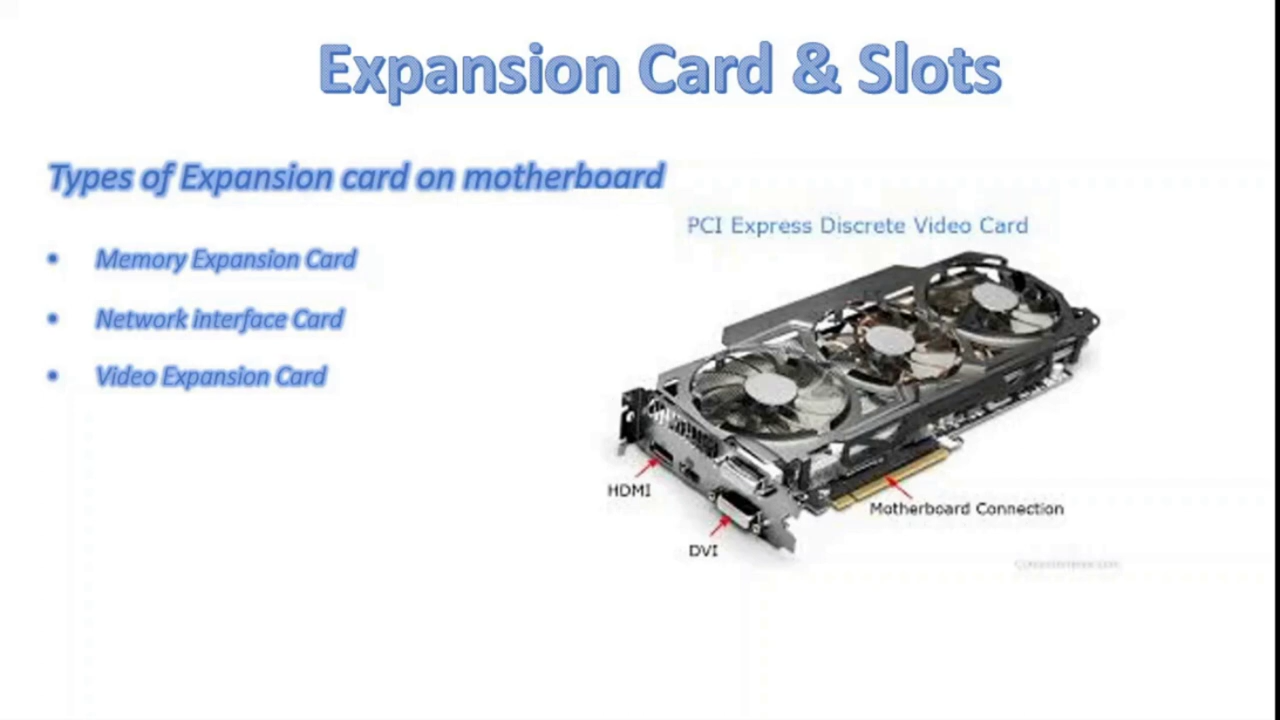 Expansion Card & Slots
Types of Expansion card on motherboard
PCI Express Discrete Video Card
• Memory Expansion Card
• Network interface Card
• Video Expansion Card
HDMI
Motherboard Connection
DVI